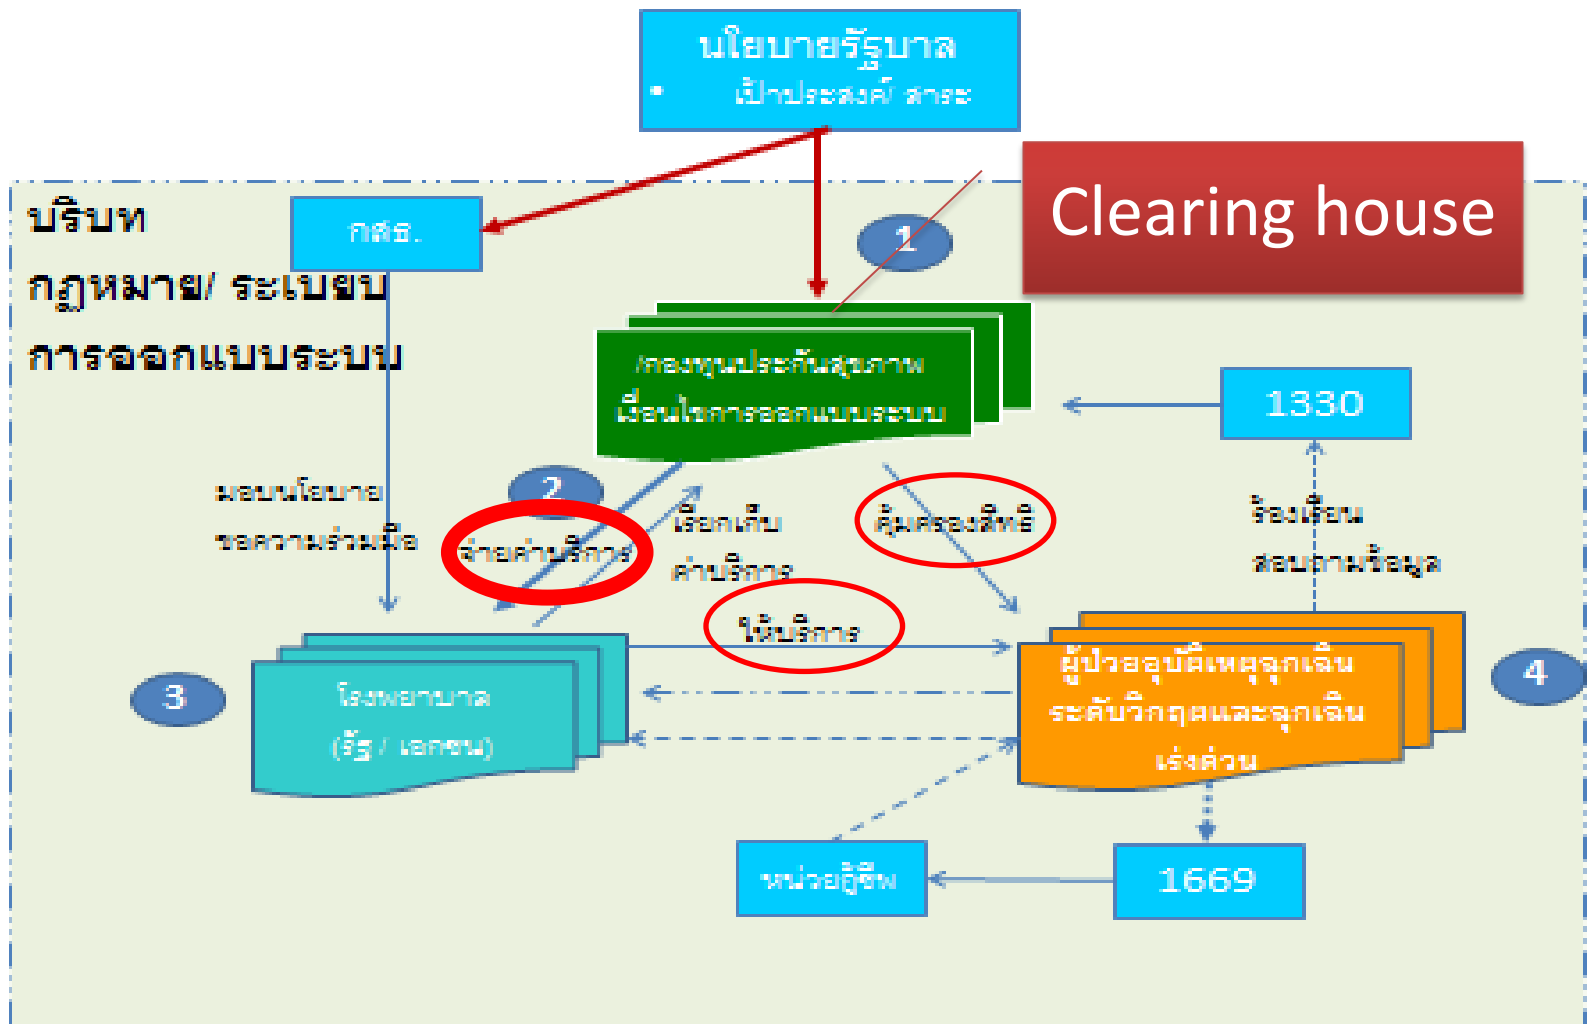 นโยบายรัฐบาล
• เป้าประสงค์/ สาระ
Clearing house
บริบท
กฎหมาย/ ระเบียบ
การออกแบบระบบ
กสธ.
1
/กองทุนประกันสุขภาพ
เงื่อนไขการออกแบบระบบ
1330
2
มอบนโยบาย
ขอความร่วมมือ
จ่ายค่าบริการ
เรียกเก็บ
ค่าบริการ
คุ้มครองสิทธิ
ร้องเรียน
สอบถามข้อมูล
ให้บริการ
3
โรงพยาบาล
(รัฐ / เอกชน)
ผู้ป่วยอุบัติเหตุฉุกเฉิน
ระดับวิกฤตและฉุกเฉิน
เร่งด่วน
4
หน่วยกู้ชีพ
1669